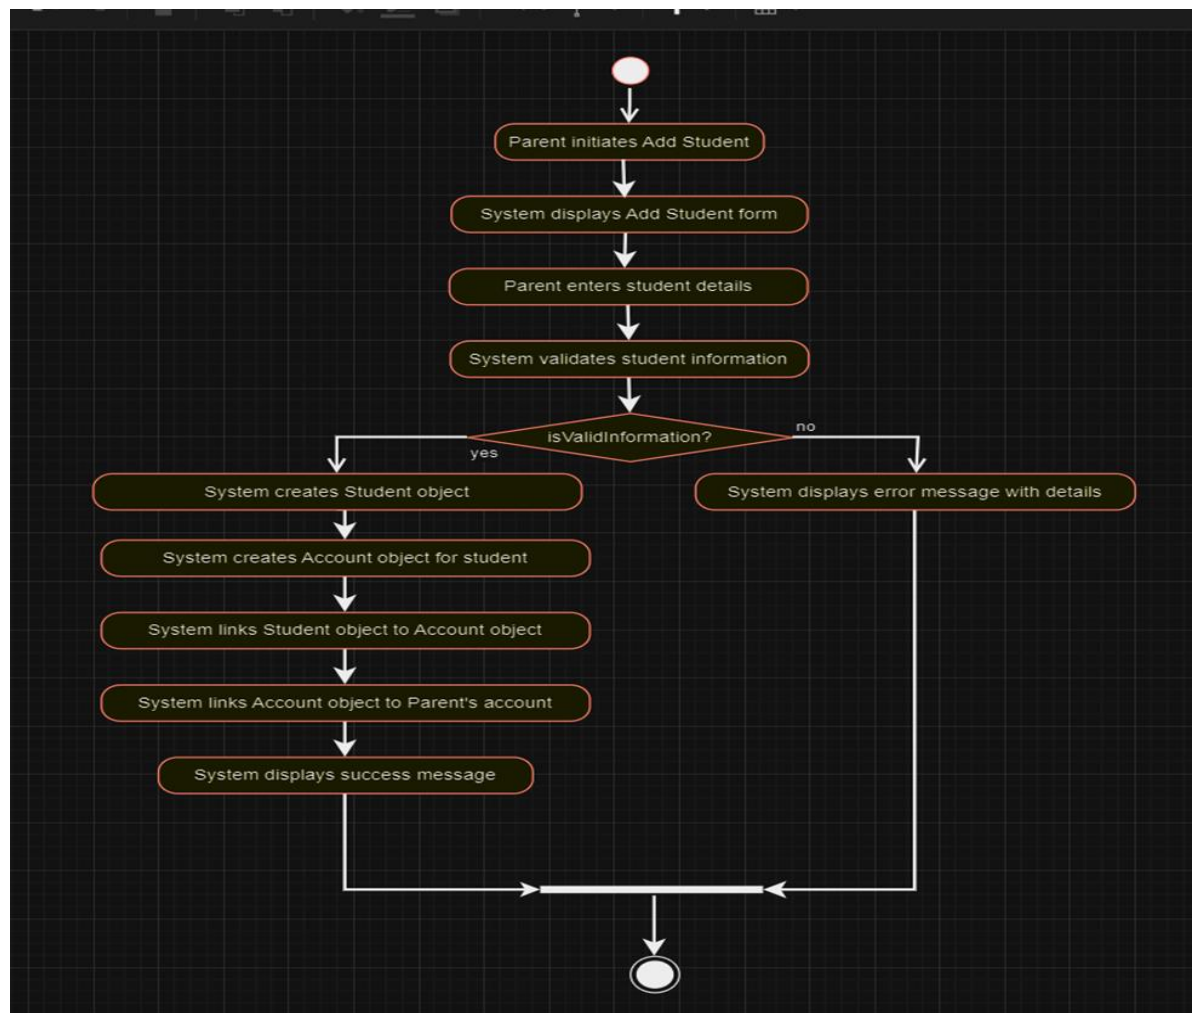 Parent initiates Add Student
System displays Add Student form
Parent enters student details
System validates student information
isValidInformation?
no
yes
System creates Student object
System displays error message with details
System creates Account object for student
System links Student object to Account object
System links Account object to Parent's account
System displays success message